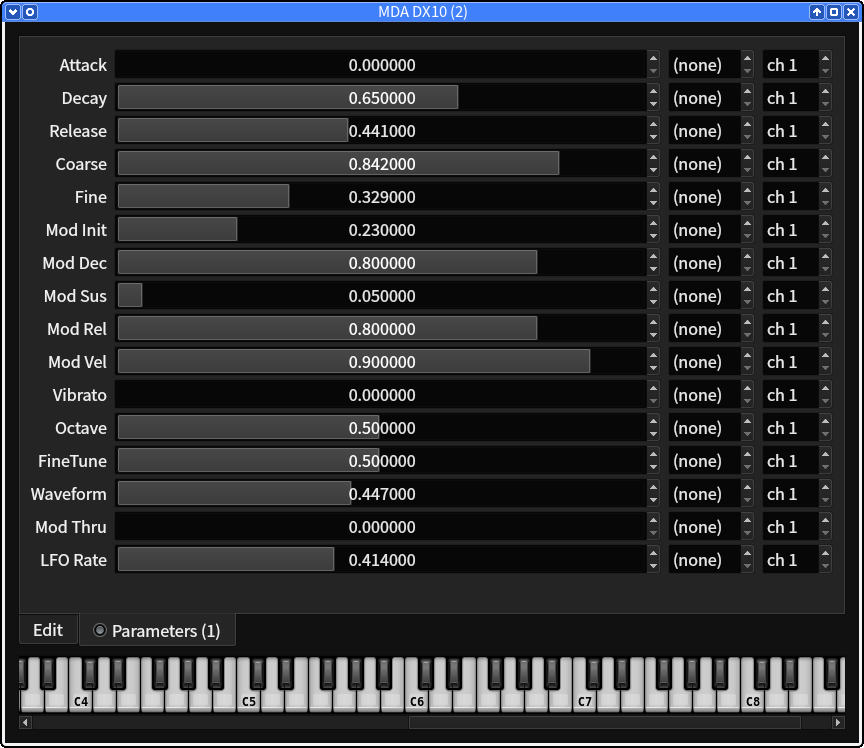 MDA DX10 (2)
Attack 0.000000 (none) ch 1
Decay 0.650000 (none) ch 1
Release 0.441000 (none) ch 1
Coarse 0.842000 (none) ch 1
Fine 0.329000 (none) ch 1
Mod Init 0.230000 (none) ch 1
Mod Dec 0.800000 (none) ch 1
Mod Sus 0.050000 (none) ch 1
Mod Rel 0.800000 (none) ch 1
Mod Vel 0.900000 (none) ch 1
Vibrato 0.000000 (none) ch 1
Octave 0.500000 (none) ch 1
FineTune 0.500000 (none) ch 1
Waveform 0.447000 (none) ch 1
Mod Thru 0.000000 (none) ch 1
LFO Rate 0.414000 (none) ch 1
Edit Parameters (1)
C4 C5 C6 C7 C8